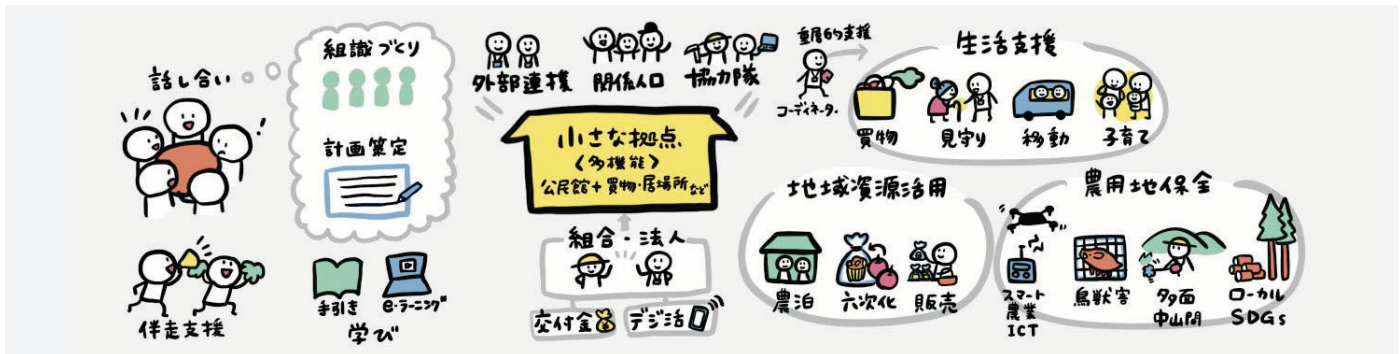 話し合い
組識づくり
計画策定
伴走支援
手引き
e-ラーニング
学び
外部連携
関係人口
協力隊
小さな拠点
〈多機能〉
公民館+買物・居場所など
組合・法人
交付金
デジ活
重層的支援
コーディネーター
生活支援
買物
見守り
移動
子育て
地域資源活用
農泊
六次化
販売
農用地保全
スマート
農業
ICT
鳥獣害
多面
中山間
ローカル
SDGs